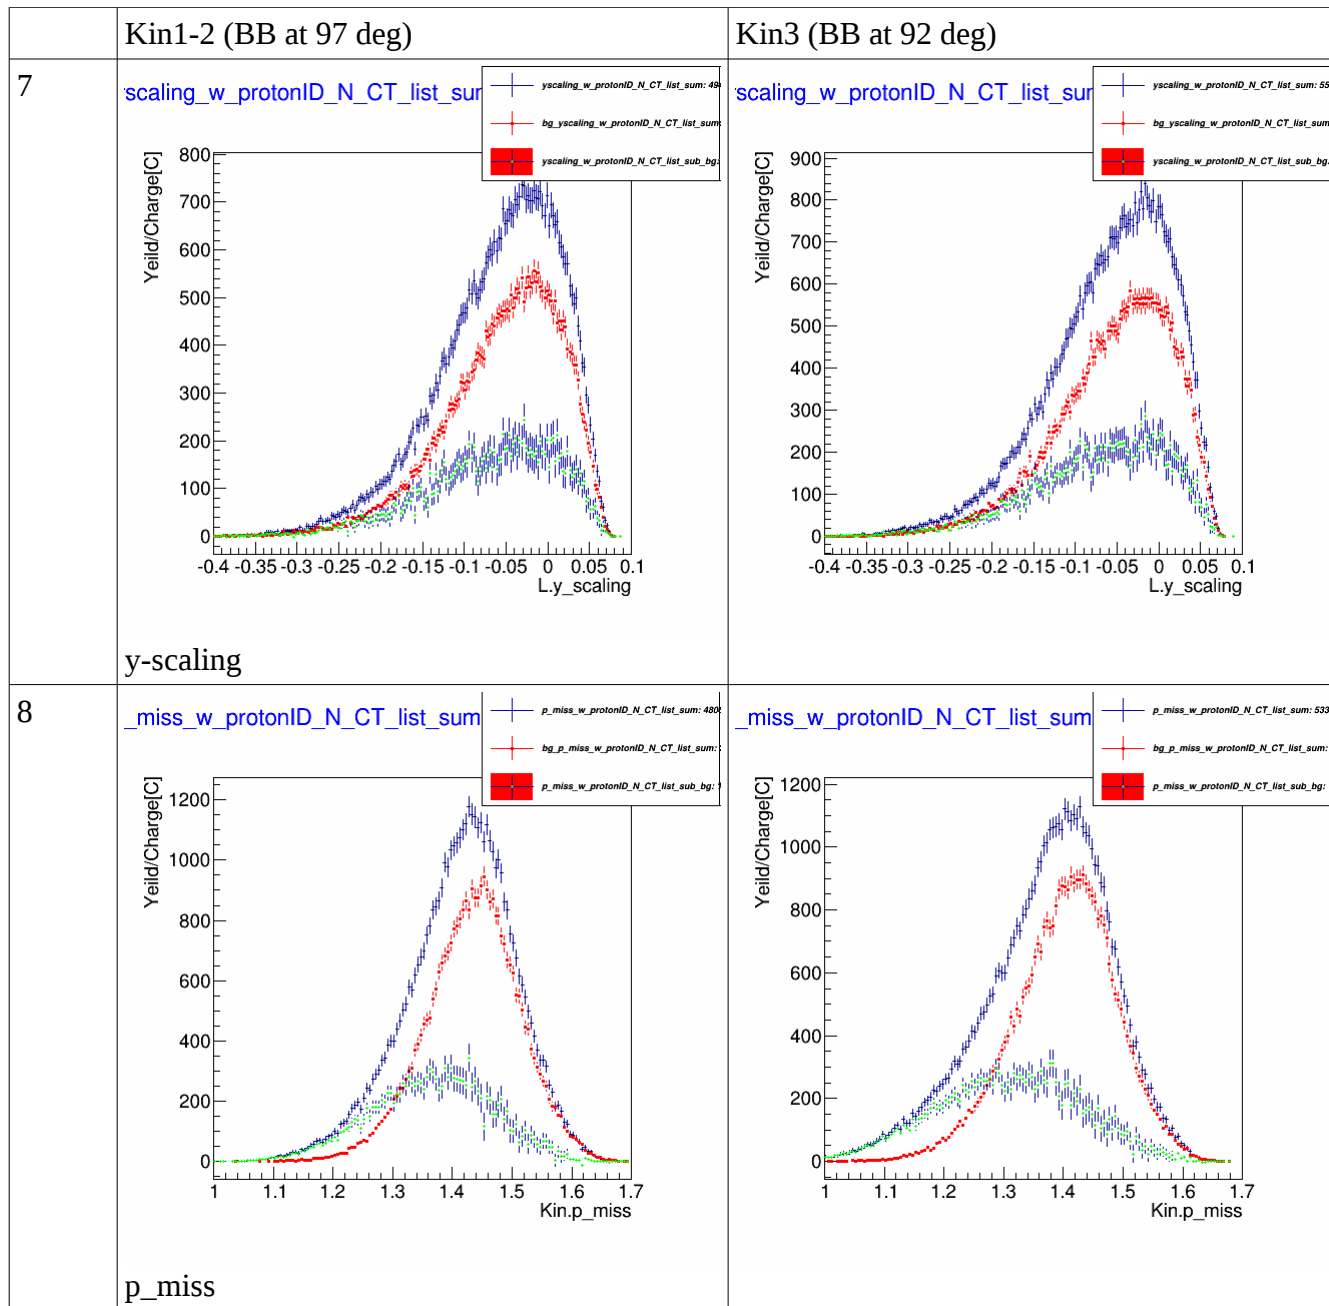 Kin1-2 (BB at 97 deg)
Kin3 (BB at 92 deg)
7
scaling_w_protonID_N_CT_list_sum
yscaling_w_protonID_N_CT_list_sum: 49
bg_yscaling_w_protonID_N_CT_list_sum:
yscaling_w_protonID_N_CT_list_sub_bg:
Yeild/Charge[C]
800
700
600
500
400
300
200
100
0
-0.4 -0.35 -0.3 -0.25 -0.2 -0.15 -0.1 -0.05 0 0.05 0.1
L.y_scaling
y-scaling
scaling_w_protonID_N_CT_list_sum
yscaling_w_protonID_N_CT_list_sum: 55
bg_yscaling_w_protonID_N_CT_list_sum
yscaling_w_protonID_N_CT_list_sub_bg.
Yeild/Charge[C]
900
800
700
600
500
400
300
200
100
0
-0.4 -0.35 -0.3 -0.25 -0.2 -0.15 -0.1 -0.05 0 0.05 0.1
L.y_scaling
8
_miss_w_protonID_N_CT_list_sum
p_miss_w_protonID_N_CT_list_sum: 480
bg_p_miss_w_protonID_N_CT_list_sum:
p_miss_w_protonID_N_CT_list_sub_bg: 1
Yeild/Charge[C]
1200
1000
800
600
400
200
0
1 1.1 1.2 1.3 1.4 1.5 1.6 1.7
Kin.p_miss
p_miss
_miss_w_protonID_N_CT_list_sum
p_miss_w_protonID_N_CT_list_sum: 533
bg_p_miss_w_protonID_N_CT_list_sum:
p_miss_w_protonID_N_CT_list_sub_bg:
Yeild/Charge[C]
1200
1000
800
600
400
200
0
1 1.1 1.2 1.3 1.4 1.5 1.6 1.7
Kin.p_miss